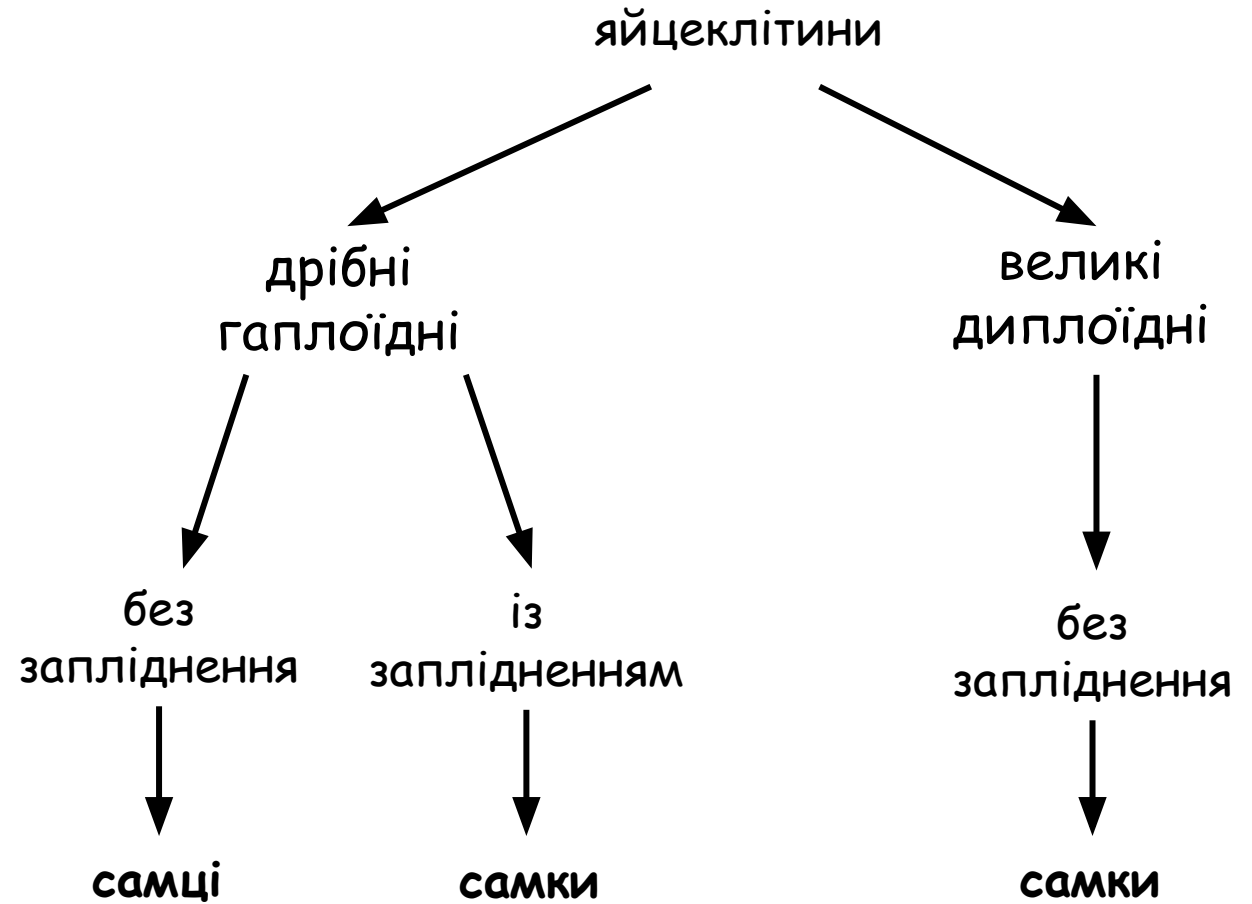 яйцеклітини
дрібні
гаплоїдні
великі
диплоїдні
без
запліднення
із
заплідненням
без
запліднення
самці
самки
самки